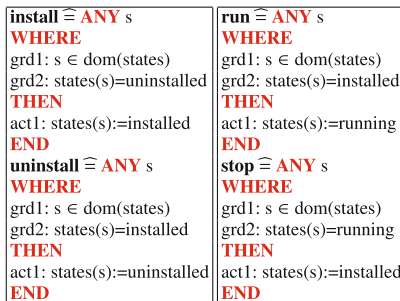 install ≙ ANY s
WHERE
grd1: s ∈ dom(states)
grd2: states(s)=uninstalled
THEN
act1: states(s):=installed
END
uninstall ≙ ANY s
WHERE
grd1: s ∈ dom(states)
grd2: states(s)=installed
THEN
act1: states(s):=uninstalled
END
run ≙ ANY s
WHERE
grd1: s ∈ dom(states)
grd2: states(s)=installed
THEN
act1: states(s):=running
END
stop ≙ ANY s
WHERE
grd1: s ∈ dom(states)
grd2: states(s)=running
THEN
act1: states(s):=installed
END